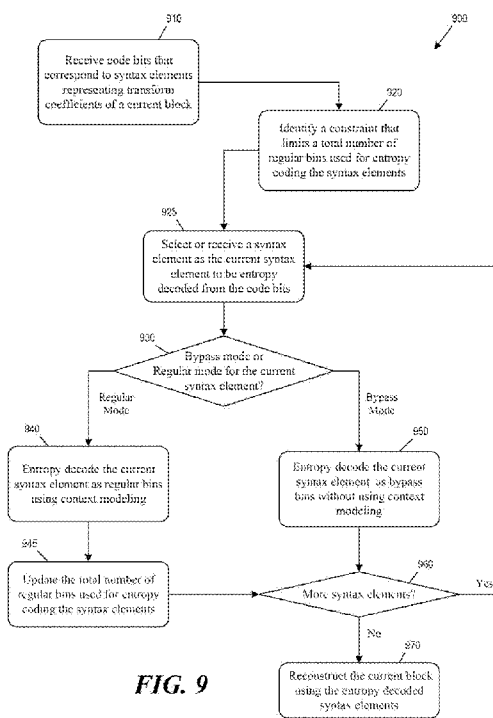 900
910
Receive code bits that
correspond to syntax elements
representing transform
coefficients of a current block
920
Identify a constraint that
limits a total number of
regular bins used for entropy
coding the syntax elements
925
Select or receive a syntax
element as the current syntax
element to be entropy
decoded from the code bits
930
Bypass mode or
Regular mode for the current
syntax element?
Regular
Mode
Bypass
Mode
940
Entropy decode the current
syntax element as regular bins
using context modeling
950
Entropy decode the current
syntax element as bypass
bins without using context
modeling
945
Update the total number of
regular bins used for entropy
coding the syntax elements
960
More syntax elements?
Yes
No
970
Reconstruct the current block
using the entropy decoded
syntax elements
FIG. 9